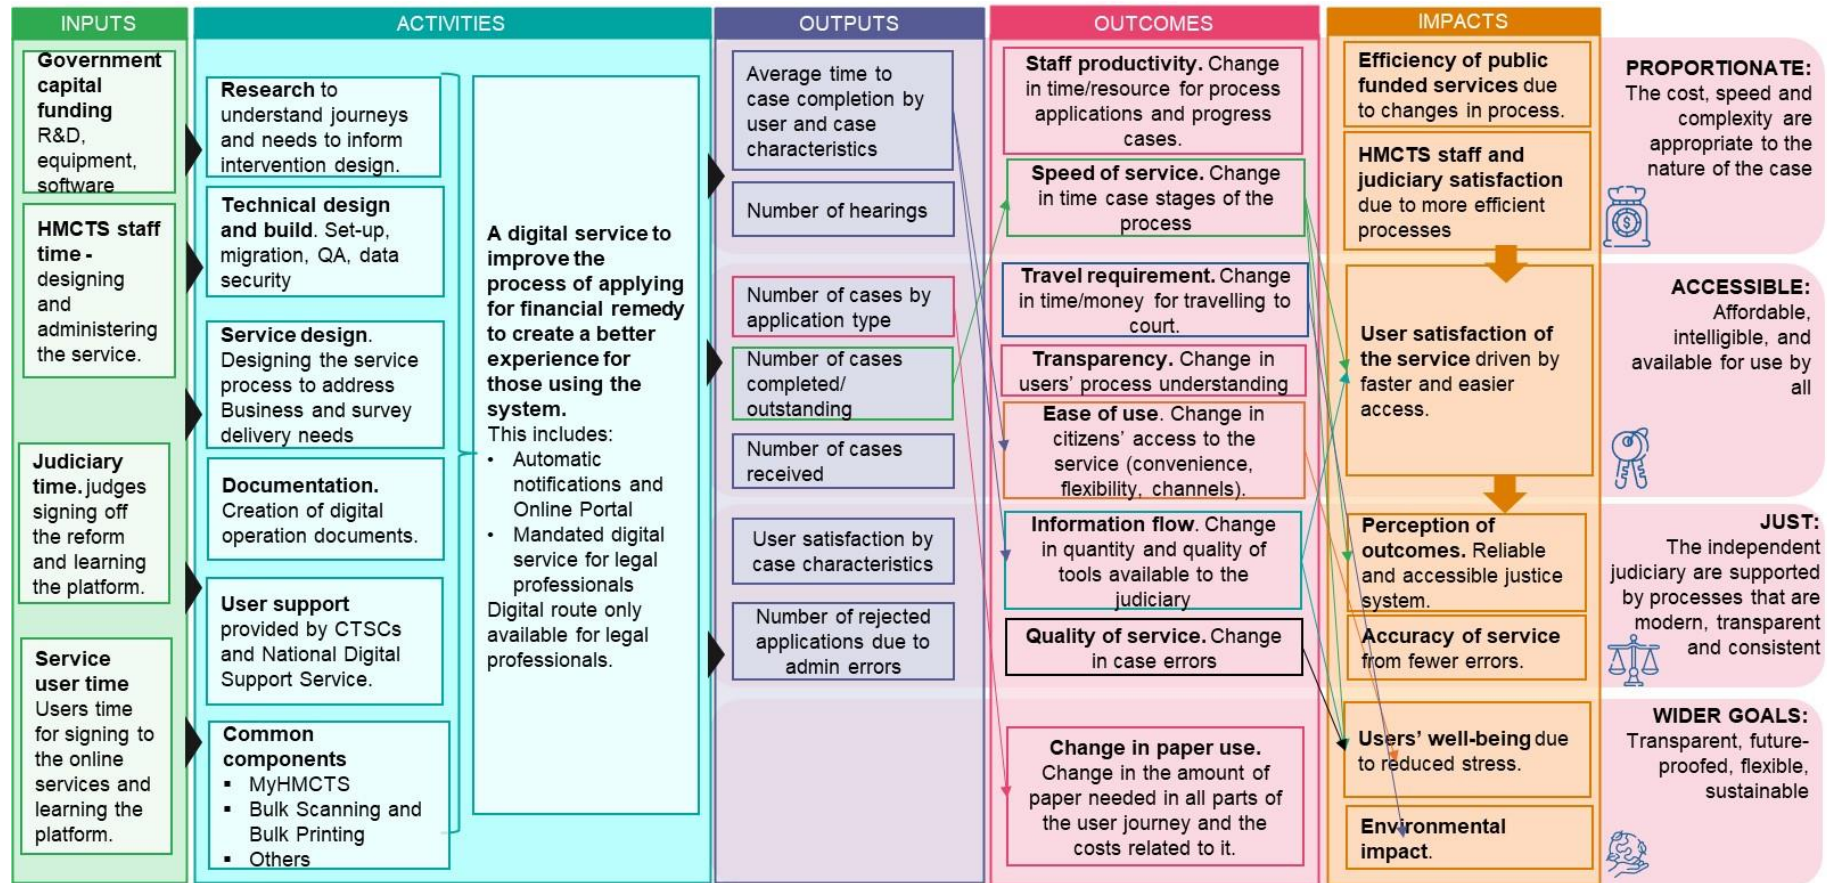 INPUTS
Government
capital
funding
R&D,
equipment,
software
HMCTS staff
time -
designing
and
administering
the service.
Judiciary
time. judges
signing off
the reform
and learning
the platform.
Service
user time
Users time
for signing to
the online
services and
learning the
platform.
ACTIVITIES
Research to
understand journeys
and needs to inform
intervention design.
Technical design
and build. Set-up,
migration, QA, data
security
Service design.
Designing the service
process to address
Business and survey
delivery needs
Documentation.
Creation of digital
operation documents.
User support
provided by CTSCs
and National Digital
Support Service.
Common
components
▪ MyHMCTS
▪ Bulk Scanning and
Bulk Printing
▪ Others
A digital service to
improve the
process of applying
for financial remedy
to create a better
experience for
those using the
system.
This includes:
• Automatic
notifications and
Online Portal
• Mandated digital
service for legal
professionals
Digital route only
available for legal
professionals.
OUTPUTS
Average time to
case completion by
user and case
characteristics
Number of hearings
Number of cases by
application type
Number of cases
completed/
outstanding
Number of cases
received
User satisfaction by
case characteristics
Number of rejected
applications due to
admin errors
OUTCOMES
Staff productivity. Change
in time/resource for process
applications and progress
cases.
Speed of service. Change
in time case stages of the
process
Travel requirement. Change
in time/money for travelling to
court.
Transparency. Change in
users' process understanding
Ease of use. Change in
citizens' access to the
service (convenience,
flexibility, channels).
Information flow. Change
in quantity and quality of
tools available to the
judiciary
Quality of service. Change
in case errors
Change in paper use.
Change in the amount of
paper needed in all parts of
the user journey and the
costs related to it.
IMPACTS
Efficiency of public
funded services due
to changes in process.
HMCTS staff and
judiciary satisfaction
due to more efficient
processes
User satisfaction of
the service driven by
faster and easier
access.
Perception of
outcomes. Reliable
and accessible justice
system.
Accuracy of service
from fewer errors.
Users' well-being due
to reduced stress.
Environmental
impact.
PROPORTIONATE:
The cost, speed and
complexity are
appropriate to the
nature of the case
ACCESSIBLE:
Affordable,
intelligible, and
available for use by
all
JUST:
The independent
judiciary are supported
by processes that are
modern, transparent
and consistent
WIDER GOALS:
Transparent, future-
proofed, flexible,
sustainable